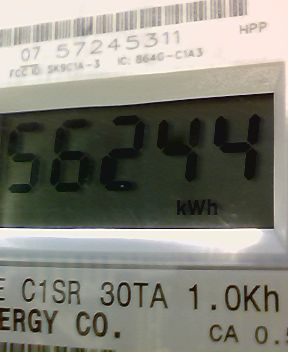 HPP
07 57245311
FCC ID: SK9C1A-3 IC: 864G-C1A3
56244
kWh
E C1SR 30TA 1.0Kh
ERGY CO.
CA 0.5